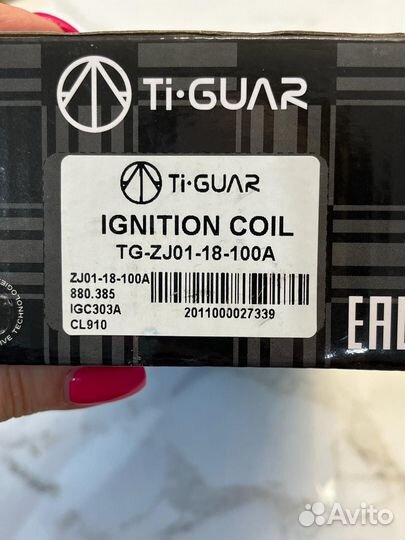 Ti·GUAR
Ti·GUAR
IGNITION COIL
TG-ZJ01-18-100A
ZJ01-18-100A
880.385
IGC303A
CL910
2011000027339
EAC
Avito